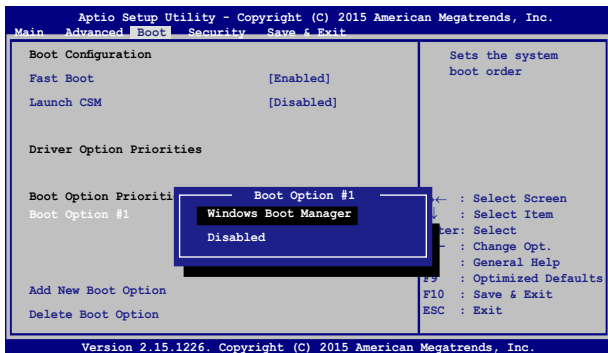 Aptio Setup Utility - Copyright (C) 2015 American Megatrends, Inc.
Main Advanced Boot Security Save & Exit
Boot Configuration
Fast Boot [Enabled]
Launch CSM [Disabled]
Driver Option Priorities
Boot Option Prioriti
Boot Option #1
Boot Option #1
Windows Boot Manager
Disabled
Add New Boot Option
Delete Boot Option
Sets the system
boot order
← : Select Screen
: Select Item
ter: Select
- : Change Opt.
: General Help
F9 : Optimized Defaults
F10 : Save & Exit
ESC : Exit
Version 2.15.1226. Copyright (C) 2015 American Megatrends, Inc.